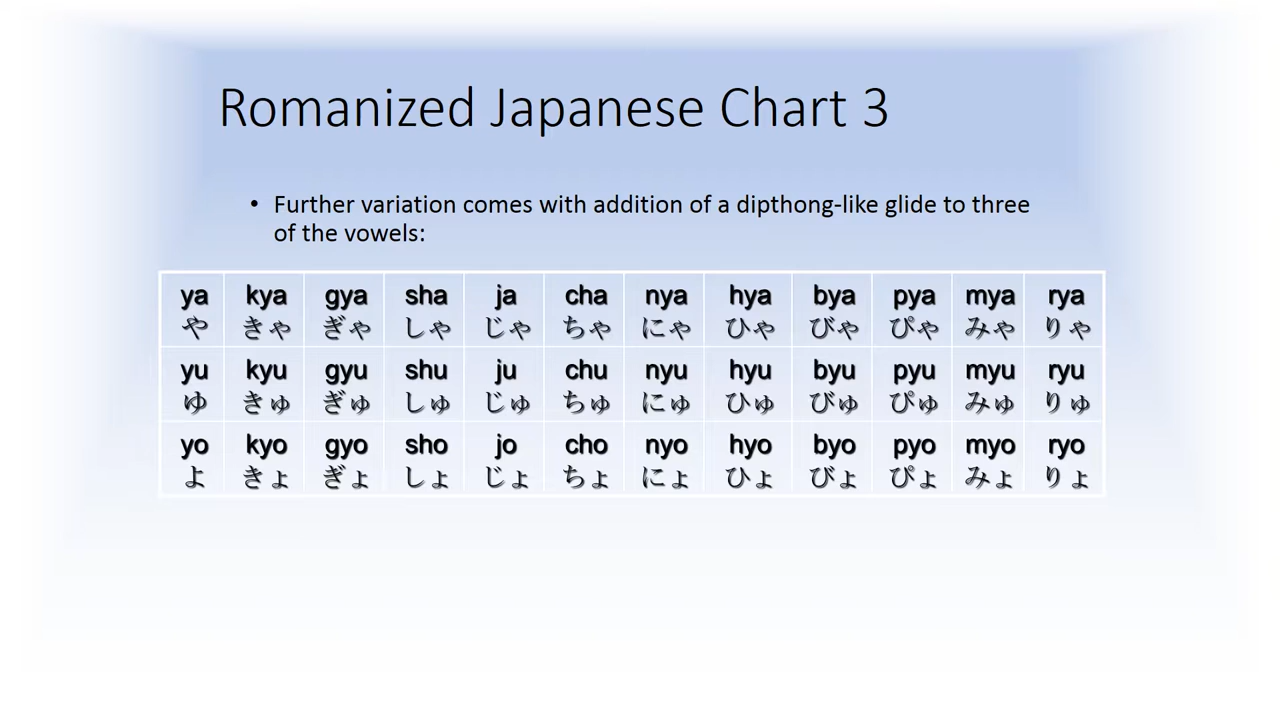 Romanized Japanese Chart 3
• Further variation comes with addition of a dipthong-like glide to three
of the vowels:
ya kya gya sha ja cha nya hya bya pya mya rya
や きゃ ぎゃ しゃ じゃ ちゃ にゃ ひゃ びゃ ぴゃ みゃ りゃ
yu kyu gyu shu ju chu nyu hyu byu pyu myu ryu
ゆ きゅ ぎゅ しゅ じゅ ちゅ にゅ ひゅ びゅ ぴゅ みゅ りゅ
yo kyo gyo sho jo cho nyo hyo byo pyo myo ryo
よ きょ ぎょ しょ じょ ちょ にょ ひょ びょ ぴょ みょ りょ